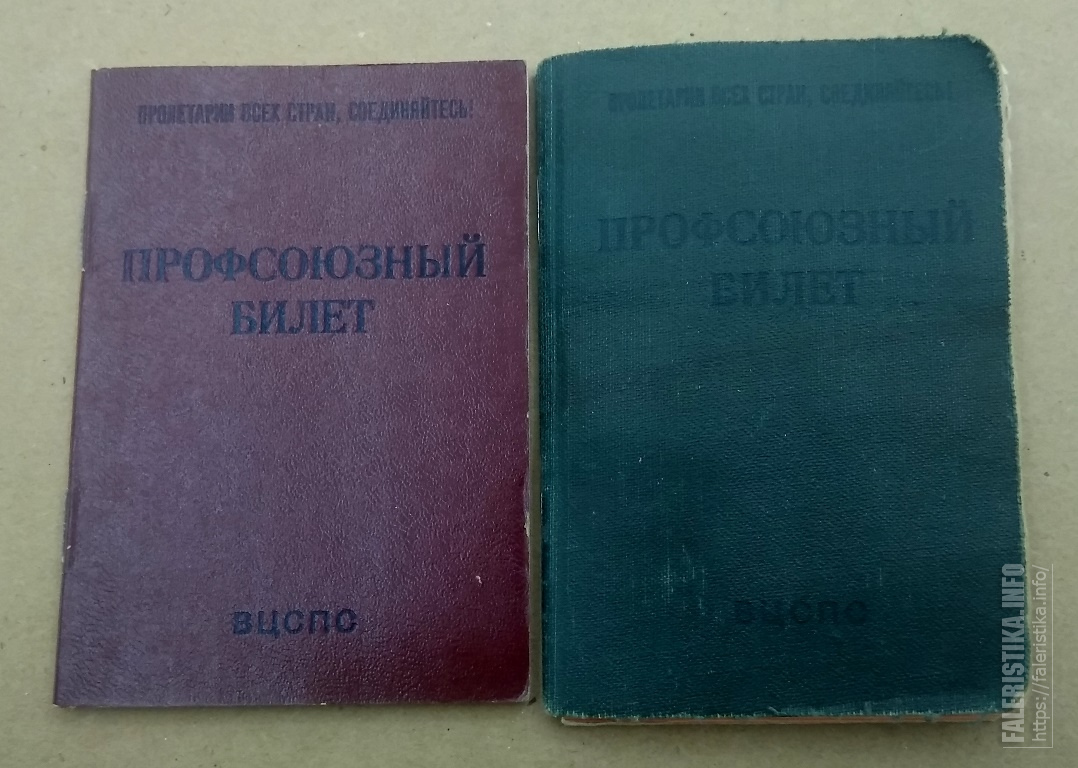 ПРОЛЕТАРИИ ВСЕХ СТРАН, СОЕДИНЯЙТЕСЬ!
ПРОФСОЮЗНЫЙ
БИЛЕТ
ВЦСПС
ПРОЛЕТАРИИ ВСЕХ СТРАН, СОЕДИНЯЙТЕСЬ!
ПРОФСОЮЗНЫЙ
БИЛЕТ
ВЦСПС
FALERISTIKA.INFO
https://faleristika.info/